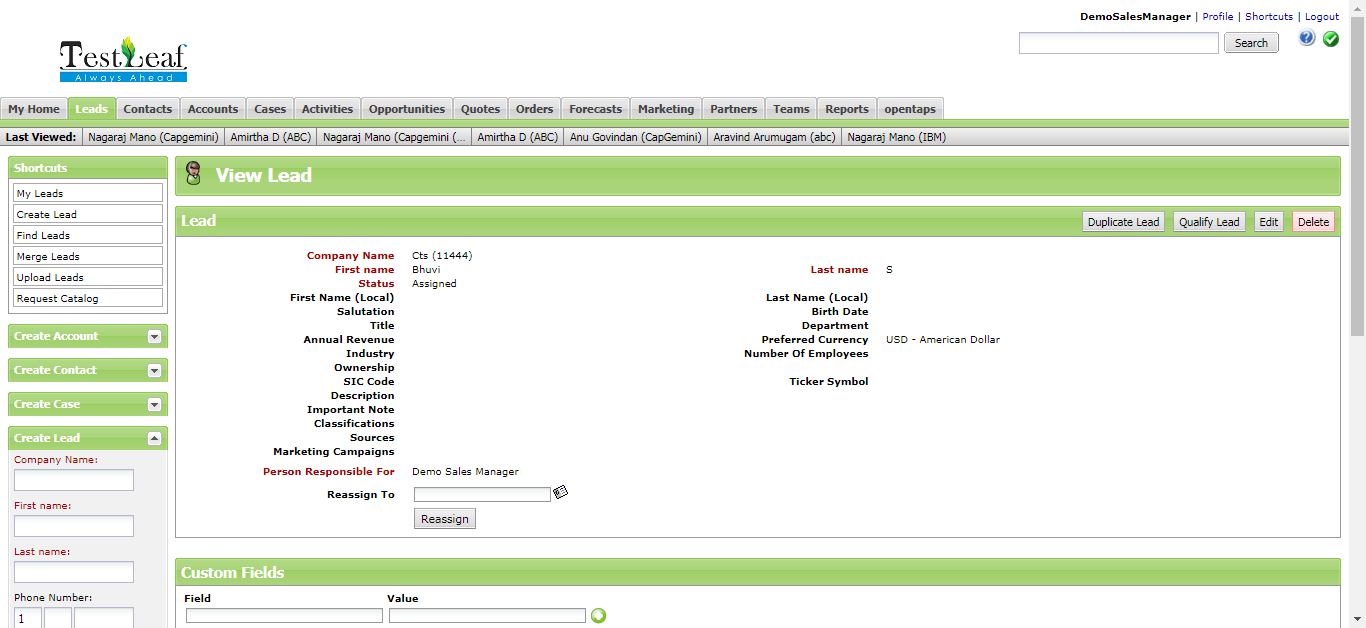 DemoSalesManager | Profile | Shortcuts | Logout
Search
TestLeaf
Always Ahead
My Home Leads Contacts Accounts Cases Activities Opportunities Quotes Orders Forecasts Marketing Partners Teams Reports opentaps
Last Viewed: Nagaraj Mano (Capgemini) Amirtha D (ABC) Nagaraj Mano (Capgemini (... Amirtha D (ABC) Anu Govindan (CapGemini) Aravind Arumugam (abc) Nagaraj Mano (IBM)
Shortcuts
My Leads
Create Lead
Find Leads
Merge Leads
Upload Leads
Request Catalog
Create Account
Create Contact
Create Case
Create Lead
Company Name:
First name:
Last name:
Phone Number:
1
View Lead
Lead Duplicate Lead Qualify Lead Edit Delete
Company Name Cts (11444)
First name Bhuvi Last name S
Status Assigned
First Name (Local) Last Name (Local)
Salutation Birth Date
Title Department
Annual Revenue Preferred Currency USD - American Dollar
Industry Number Of Employees
Ownership
SIC Code Ticker Symbol
Description
Important Note
Classifications
Sources
Marketing Campaigns
Person Responsible For Demo Sales Manager
Reassign To
Reassign
Custom Fields
Field Value